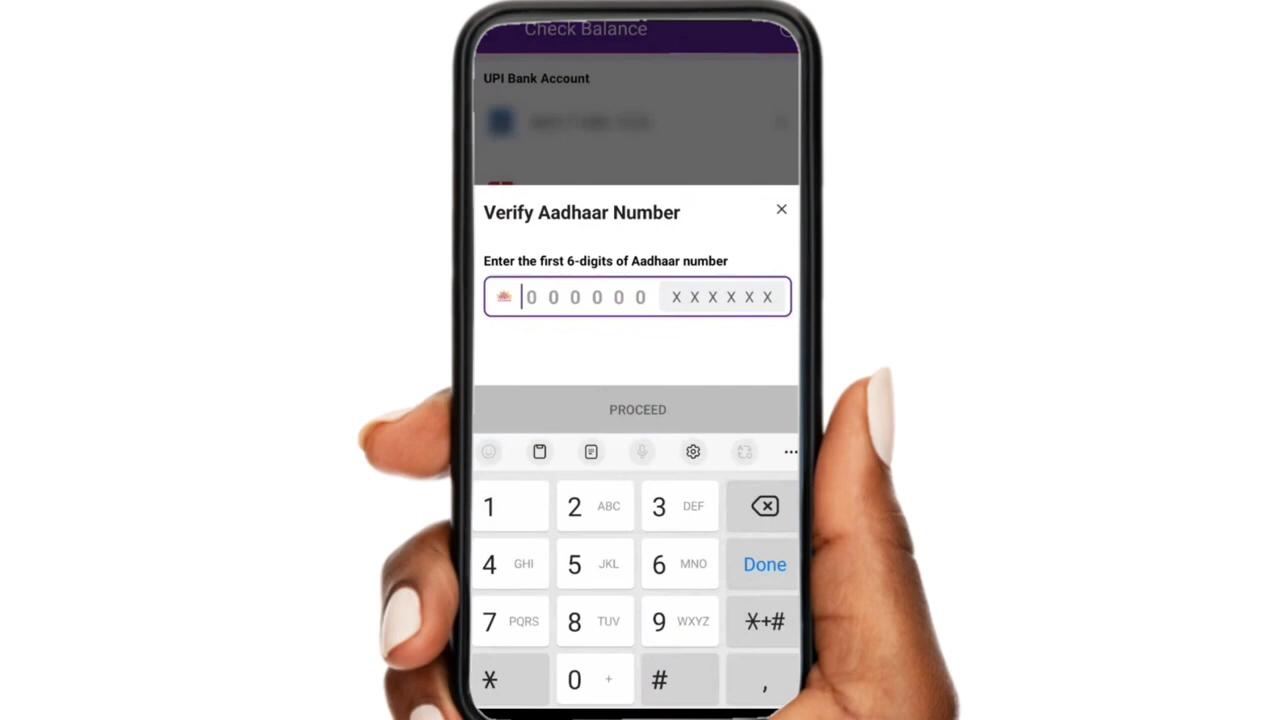 Check Balance
UPI Bank Account
Verify Aadhaar Number
Enter the first 6-digits of Aadhaar number
0 0 0 0 0 0 X X X X X X
PROCEED
1 2 ABC 3 DEF
4 GHI 5 JKL 6 MNO Done
7 PQRS 8 TUV 9 WXYZ *+#
* 0 + # ,